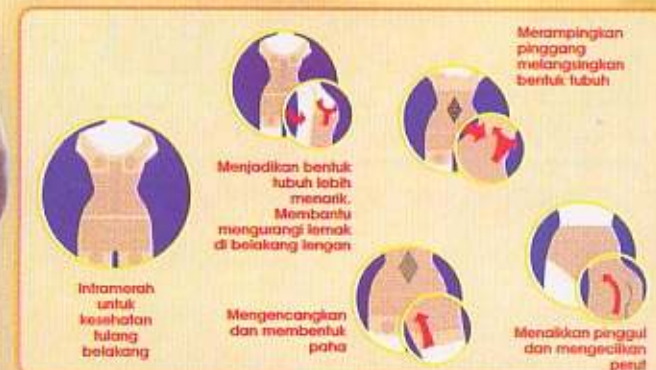 Menjadikan bentuk
tubuh lebih
menarik.
Membantu
mengurangi lemak
di belakang lengan
Merampingkan
pinggang
melangsingkan
bentuk tubuh
Inframerah
untuk
kesehatan
tulang
belakang
Mengencangkan
dan membentuk
paha
Menaikkan pinggul
dan mengecilkan
perut